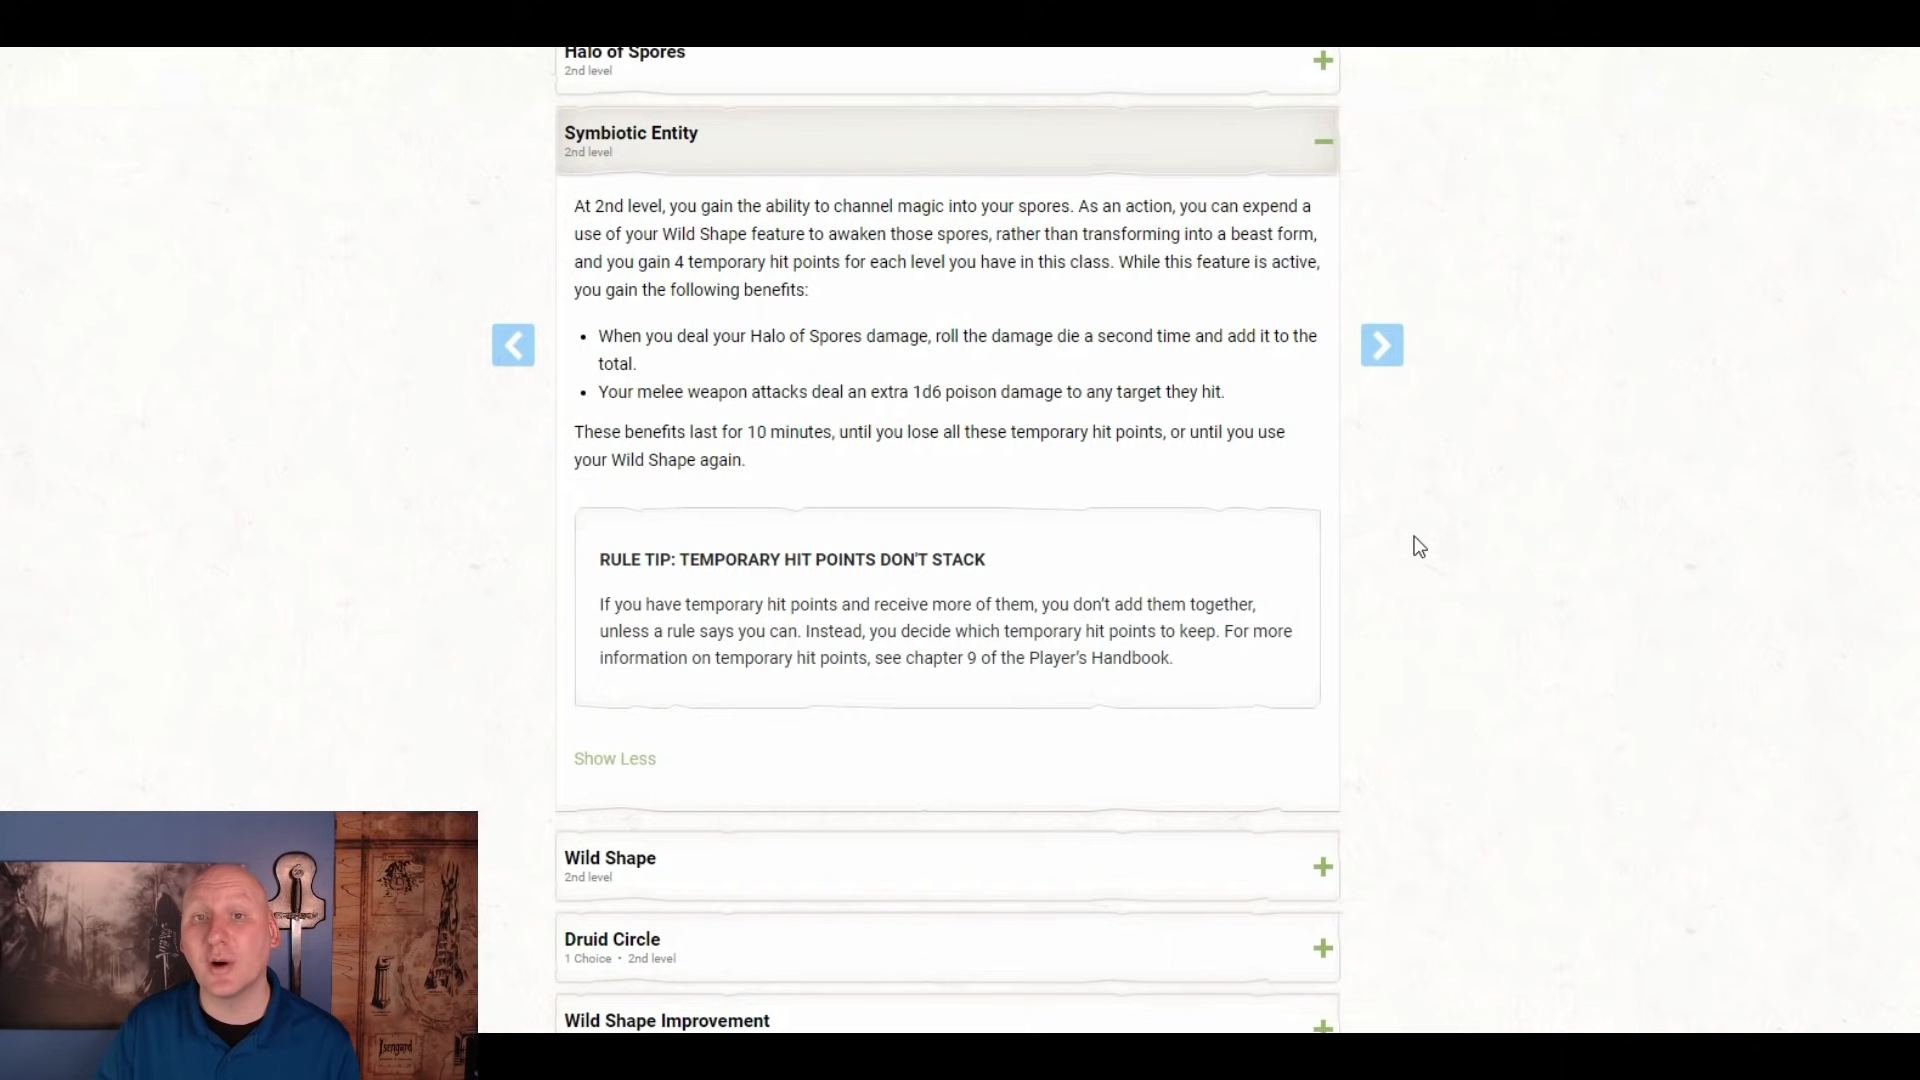 Halo of Spores
2nd level
Symbiotic Entity
2nd level
At 2nd level, you gain the ability to channel magic into your spores. As an action, you can expend a
use of your Wild Shape feature to awaken those spores, rather than transforming into a beast form,
and you gain 4 temporary hit points for each level you have in this class. While this feature is active,
you gain the following benefits:
• When you deal your Halo of Spores damage, roll the damage die a second time and add it to the
total.
• Your melee weapon attacks deal an extra 1d6 poison damage to any target they hit.
These benefits last for 10 minutes, until you lose all these temporary hit points, or until you use
your Wild Shape again.
RULE TIP: TEMPORARY HIT POINTS DON'T STACK
If you have temporary hit points and receive more of them, you don’t add them together,
unless a rule says you can. Instead, you decide which temporary hit points to keep. For more
information on temporary hit points, see chapter 9 of the Player’s Handbook.
Show Less
Wild Shape
2nd level
Druid Circle
1 Choice • 2nd level
Wild Shape Improvement
Isengard